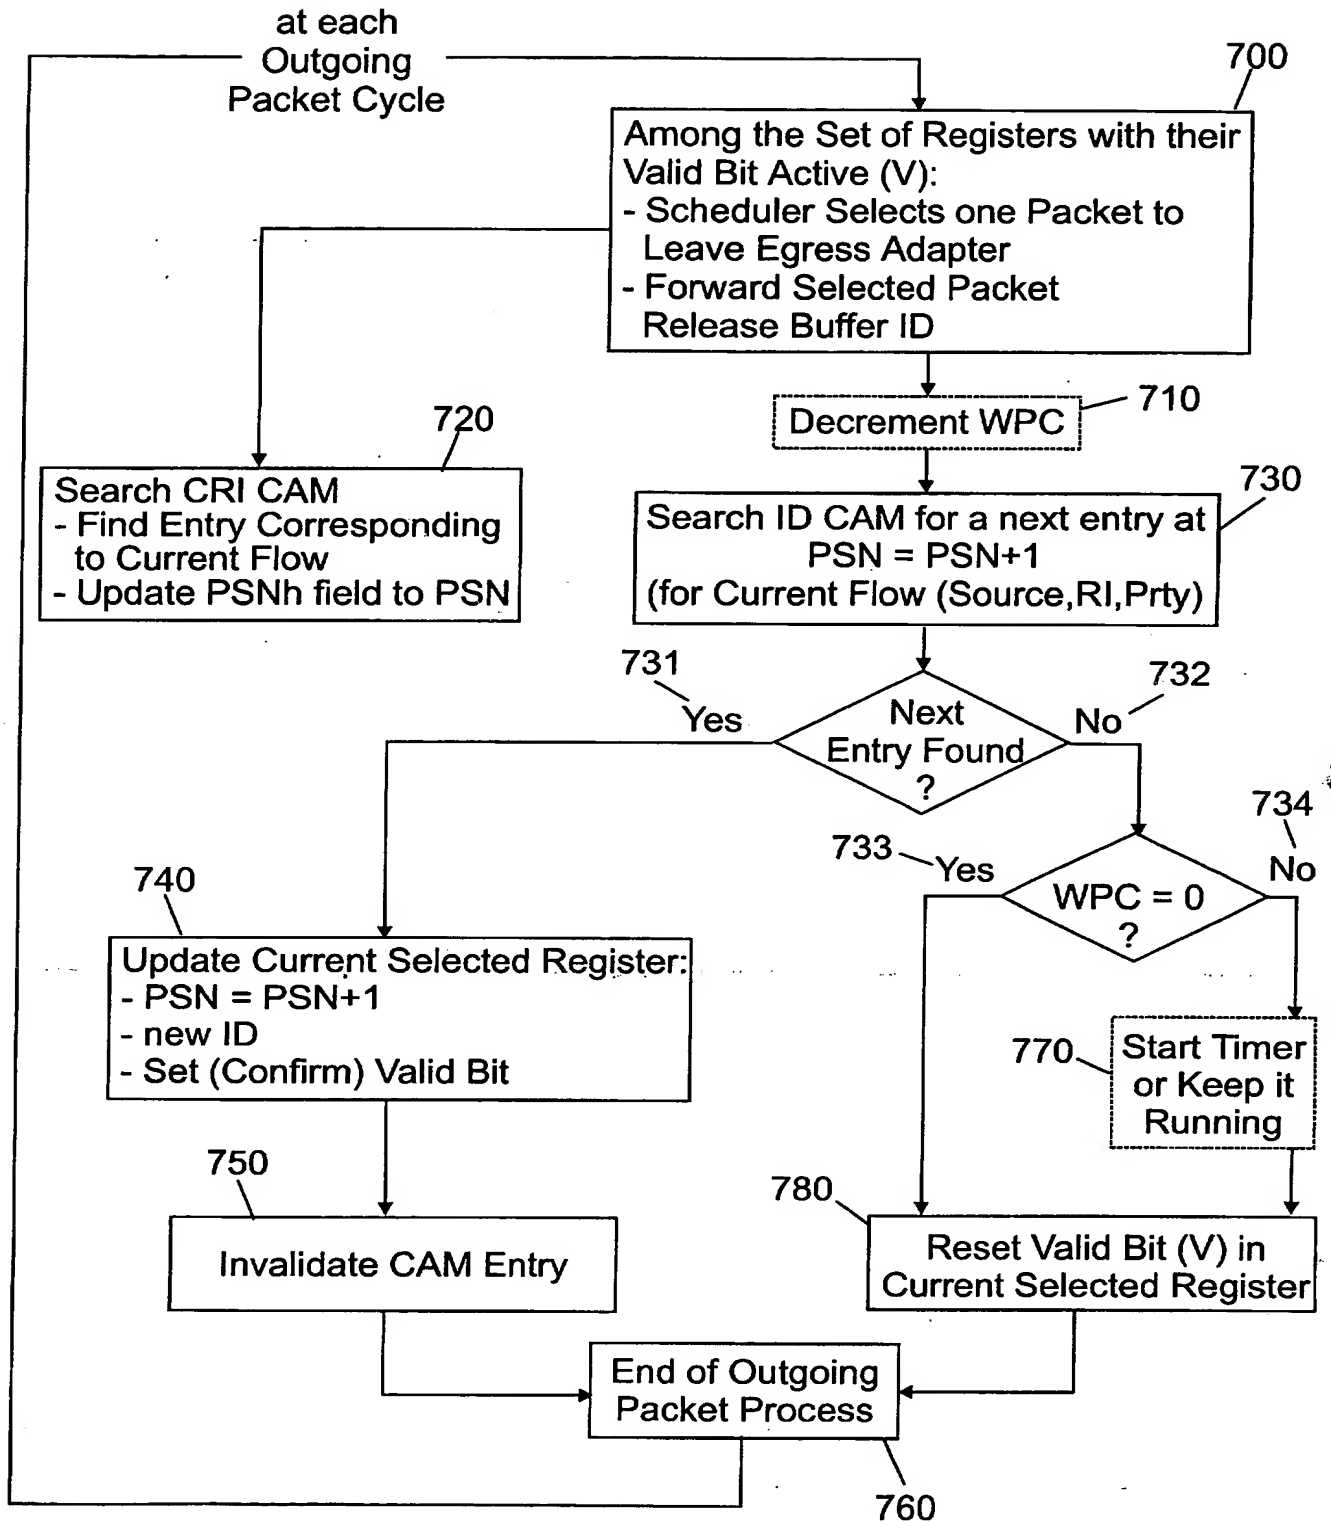 at each
Outgoing
Packet Cycle
700
Among the Set of Registers with their
Valid Bit Active (V):
- Scheduler Selects one Packet to
Leave Egress Adapter
- Forward Selected Packet
Release Buffer ID
710
Decrement WPC
720
Search CRI CAM
- Find Entry Corresponding
to Current Flow
- Update PSNh field to PSN
730
Search ID CAM for a next entry at
PSN = PSN+1
(for Current Flow (Source,RI,Prty)
731
Yes
732
No
Next
Entry Found
?
733
Yes
734
No
WPC = 0
?
740
Update Current Selected Register:
- PSN = PSN+1
- new ID
- Set (Confirm) Valid Bit
770
Start Timer
or Keep it
Running
750
Invalidate CAM Entry
780
Reset Valid Bit (V) in
Current Selected Register
End of Outgoing
Packet Process
760